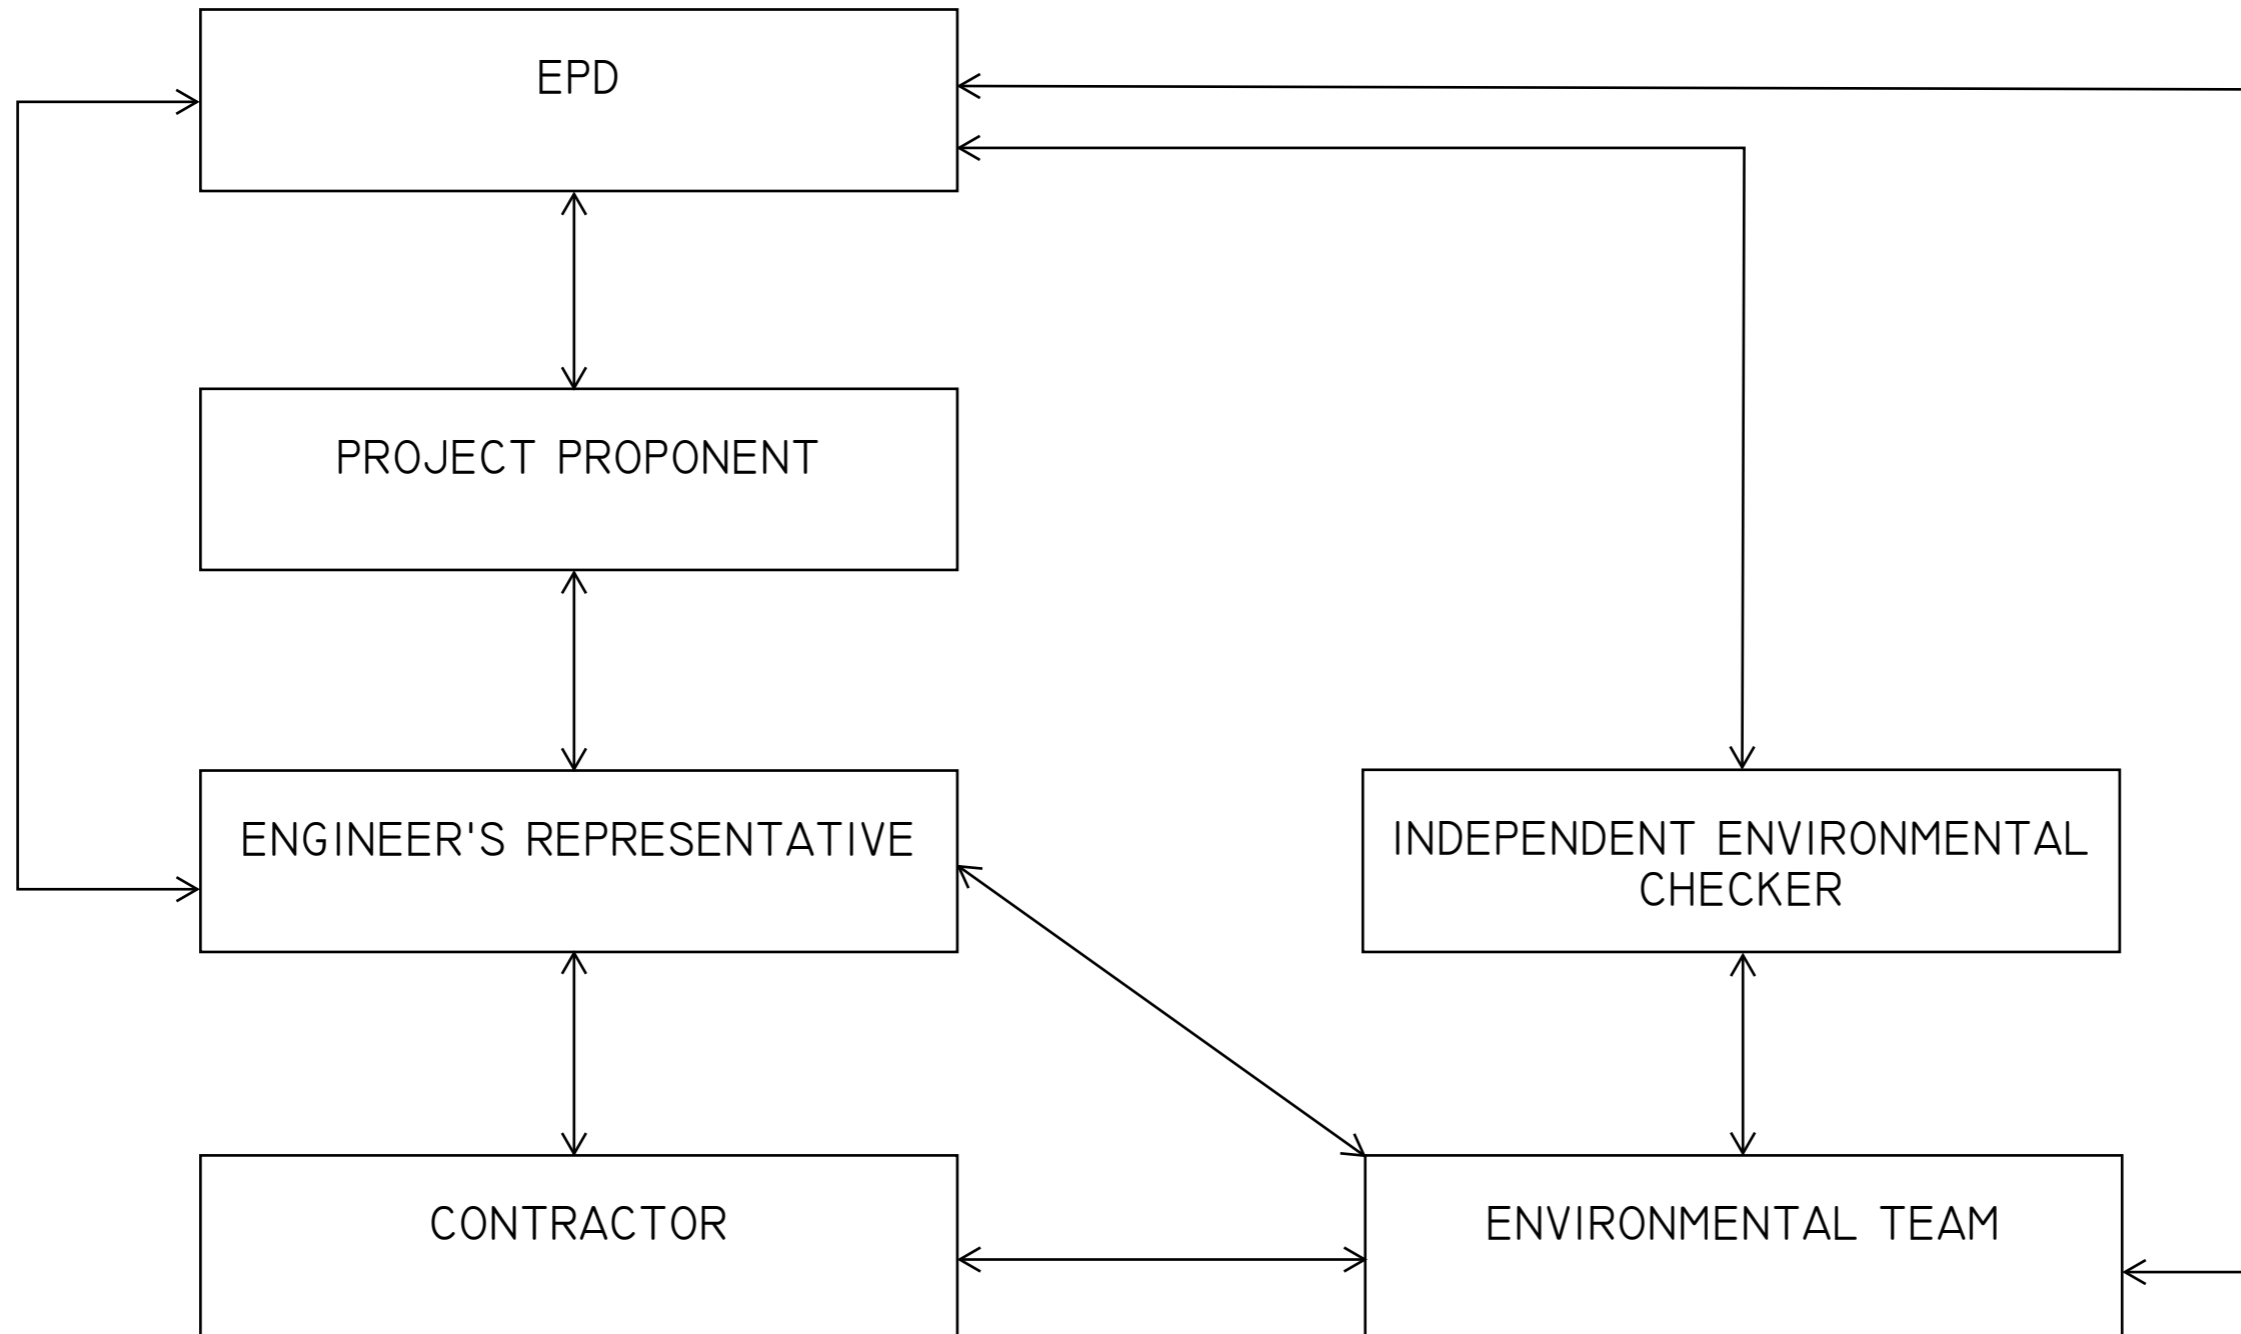 EPD
PROJECT PROPONENT
ENGINEER'S REPRESENTATIVE
INDEPENDENT ENVIRONMENTAL
CHECKER
CONTRACTOR
ENVIRONMENTAL TEAM